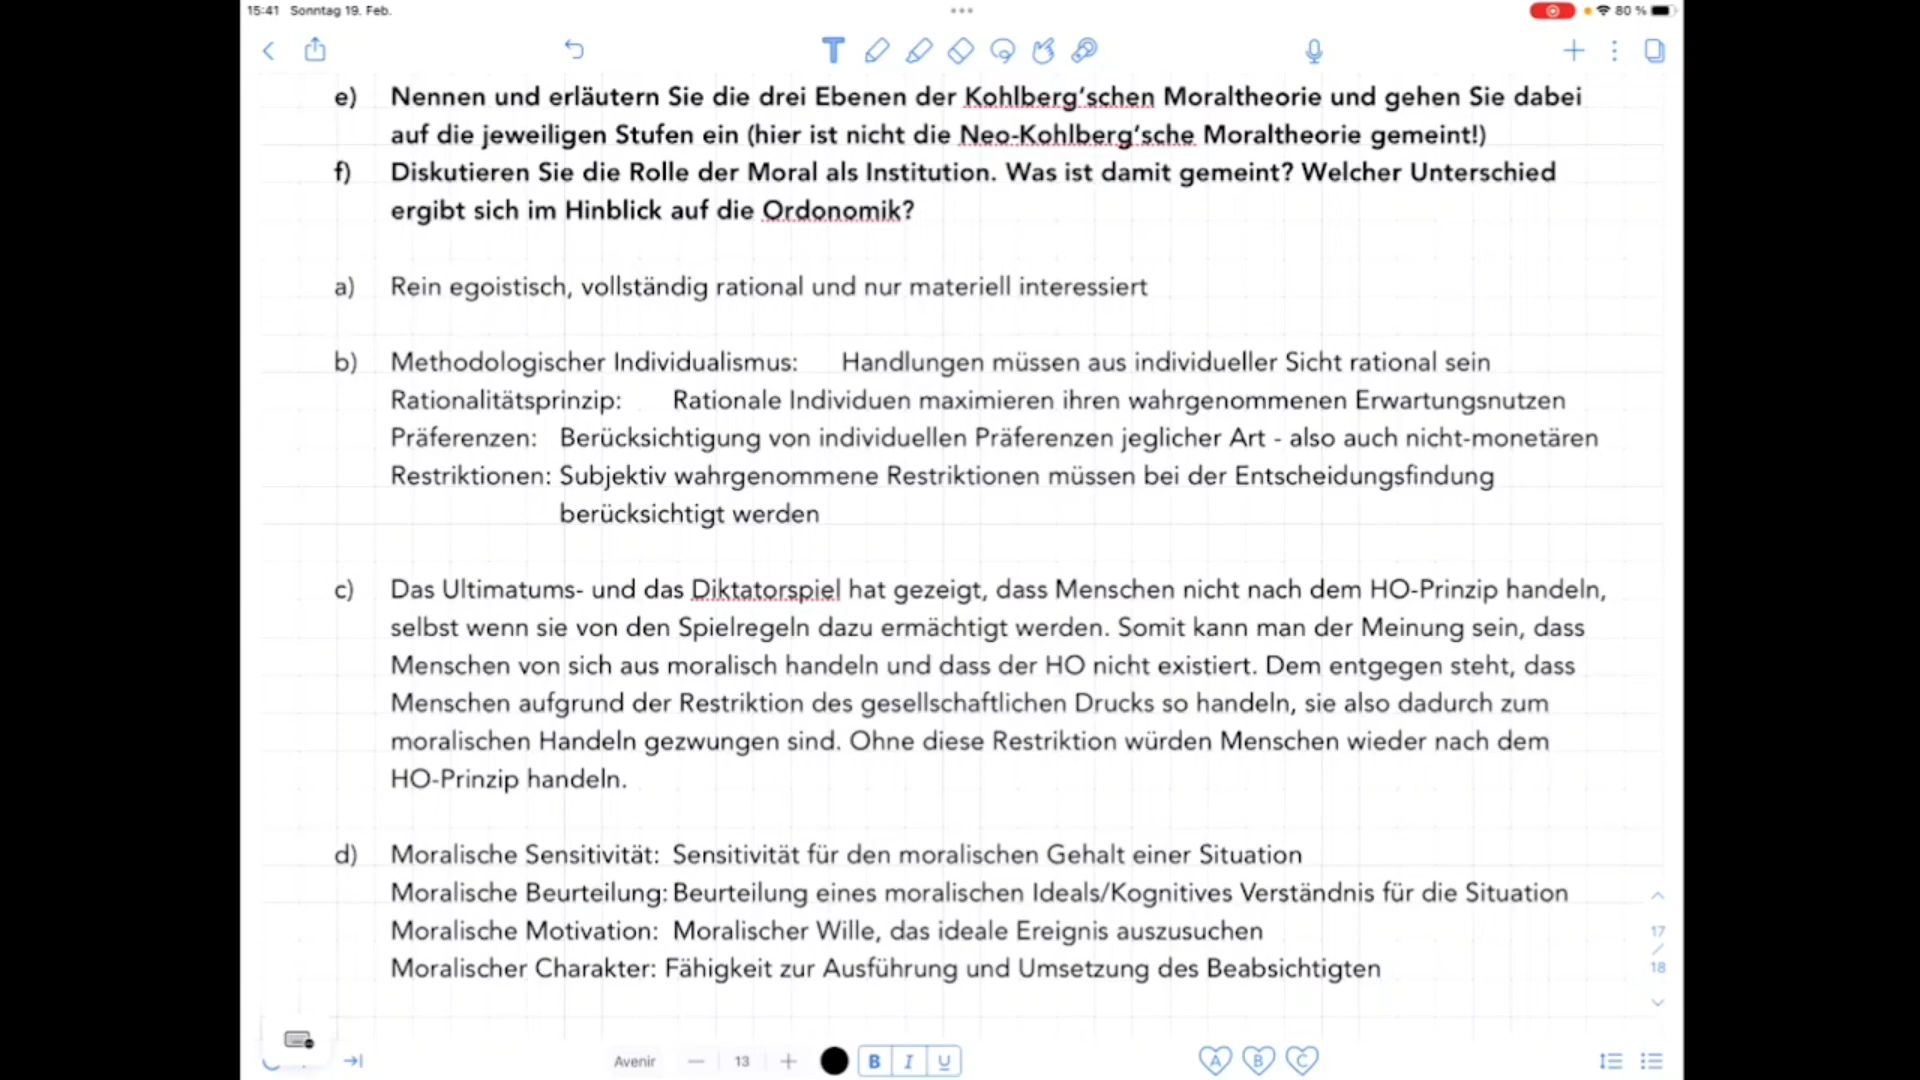 15:41 Sonntag 19. Feb.
80 %
T
e) Nennen und erläutern Sie die drei Ebenen der Kohlberg'schen Moraltheorie und gehen Sie dabei
auf die jeweiligen Stufen ein (hier ist nicht die Neo-Kohlberg'sche Moraltheorie gemeint!)
f) Diskutieren Sie die Rolle der Moral als Institution. Was ist damit gemeint? Welcher Unterschied
ergibt sich im Hinblick auf die Ordonomik?
a) Rein egoistisch, vollständig rational und nur materiell interessiert
b) Methodologischer Individualismus: Handlungen müssen aus individueller Sicht rational sein
Rationalitätsprinzip: Rationale Individuen maximieren ihren wahrgenommenen Erwartungsnutzen
Präferenzen: Berücksichtigung von individuellen Präferenzen jeglicher Art - also auch nicht-monetären
Restriktionen: Subjektiv wahrgenommene Restriktionen müssen bei der Entscheidungsfindung
berücksichtigt werden
c) Das Ultimatums- und das Diktatorspiel hat gezeigt, dass Menschen nicht nach dem HO-Prinzip handeln,
selbst wenn sie von den Spielregeln dazu ermächtigt werden. Somit kann man der Meinung sein, dass
Menschen von sich aus moralisch handeln und dass der HO nicht existiert. Dem entgegen steht, dass
Menschen aufgrund der Restriktion des gesellschaftlichen Drucks so handeln, sie also dadurch zum
moralischen Handeln gezwungen sind. Ohne diese Restriktion würden Menschen wieder nach dem
HO-Prinzip handeln.
d) Moralische Sensitivität: Sensitivität für den moralischen Gehalt einer Situation
Moralische Beurteilung: Beurteilung eines moralischen Ideals/Kognitives Verständnis für die Situation
Moralische Motivation: Moralischer Wille, das ideale Ereignis auszusuchen
Moralischer Charakter: Fähigkeit zur Ausführung und Umsetzung des Beabsichtigten
17
/
18
Avenir 13 B I U A B C